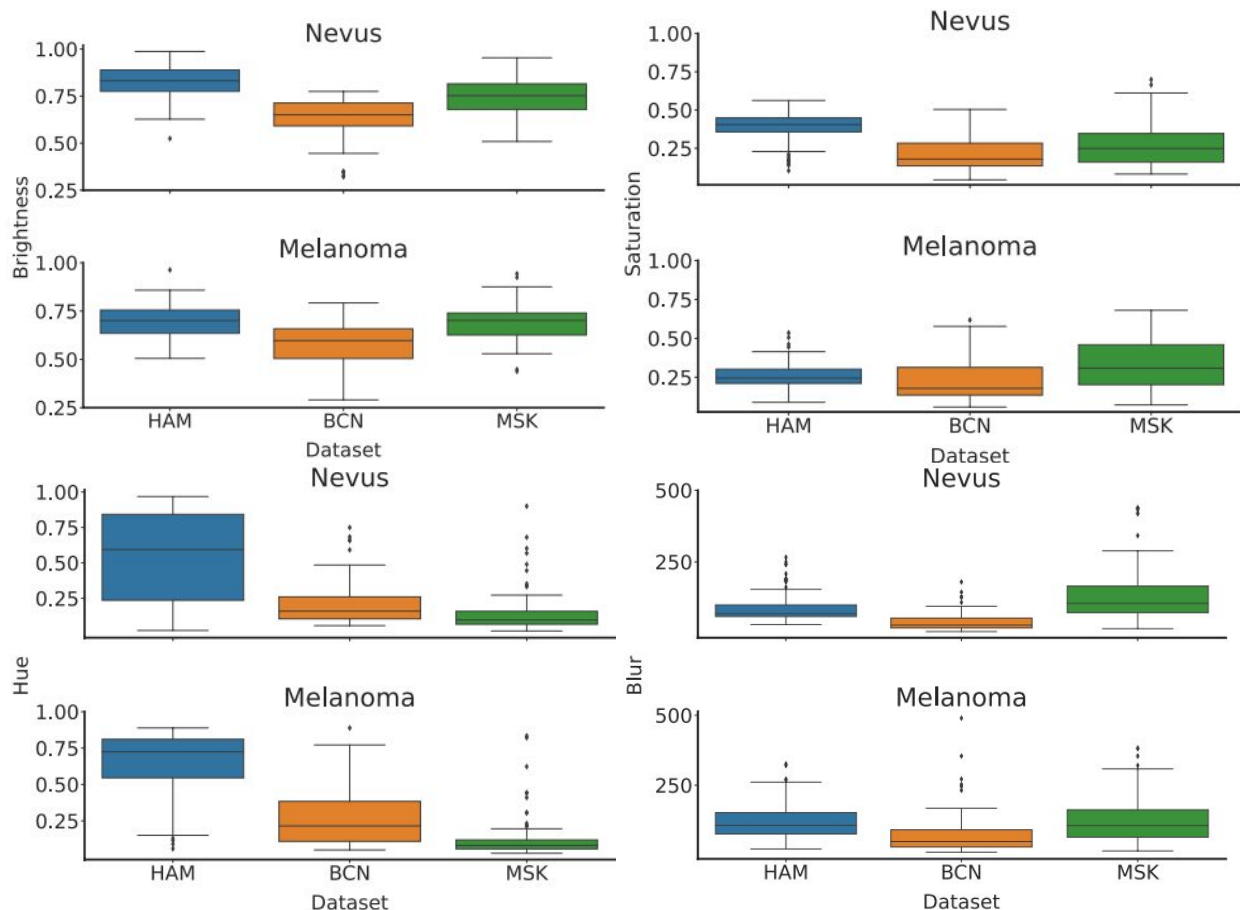 Nevus
1.00
0.75
0.50
0.25
Brightness
Melanoma
1.00
0.75
0.50
0.25
HAM BCN MSK
Dataset
Nevus
1.00
0.75
0.50
0.25
Saturation
Melanoma
1.00
0.75
0.50
0.25
HAM BCN MSK
Dataset
Nevus
1.00
0.75
0.50
0.25
Hue
Melanoma
1.00
0.75
0.50
0.25
HAM BCN MSK
Dataset
Nevus
500
250
Blur
Melanoma
500
250
HAM BCN MSK
Dataset